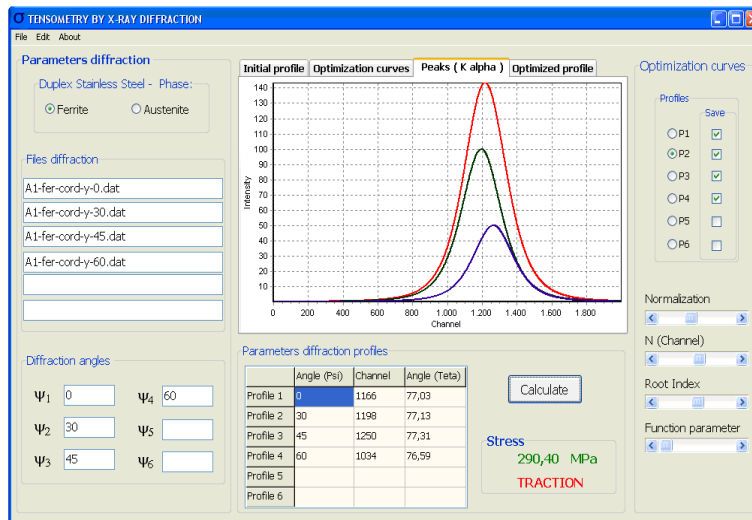 σ TENSOMETRY BY X-RAY DIFFRACTION
File Edit About
Parameters diffraction
Duplex Stainless Steel - Phase:
Ferrite Austenite
Files diffraction
A1-fer-cord-y-0.dat
A1-fer-cord-y-30.dat
A1-fer-cord-y-45.dat
A1-fer-cord-y-60.dat
Diffraction angles
Ψ1 0 Ψ4 60
Ψ2 30 Ψ5
Ψ3 45 Ψ6
Initial profile Optimization curves Peaks ( K alpha ) Optimized profile
Intensity
140
130
120
110
100
90
80
70
60
50
40
30
20
10
0 200 400 600 800 1.000 1.200 1.400 1.600 1.800
Channel
Parameters diffraction profiles
Angle (Psi) Channel Angle (Teta)
Profile 1 0 1166 77,03
Profile 2 30 1198 77,13
Profile 3 45 1250 77,31
Profile 4 60 1034 76,59
Profile 5
Profile 6
Calculate
Stress
290,40 MPa
TRACTION
Optimization curves
Profiles
Save
P1
P2
P3
P4
P5
P6
Normalization
N (Channel)
Root Index
Function parameter